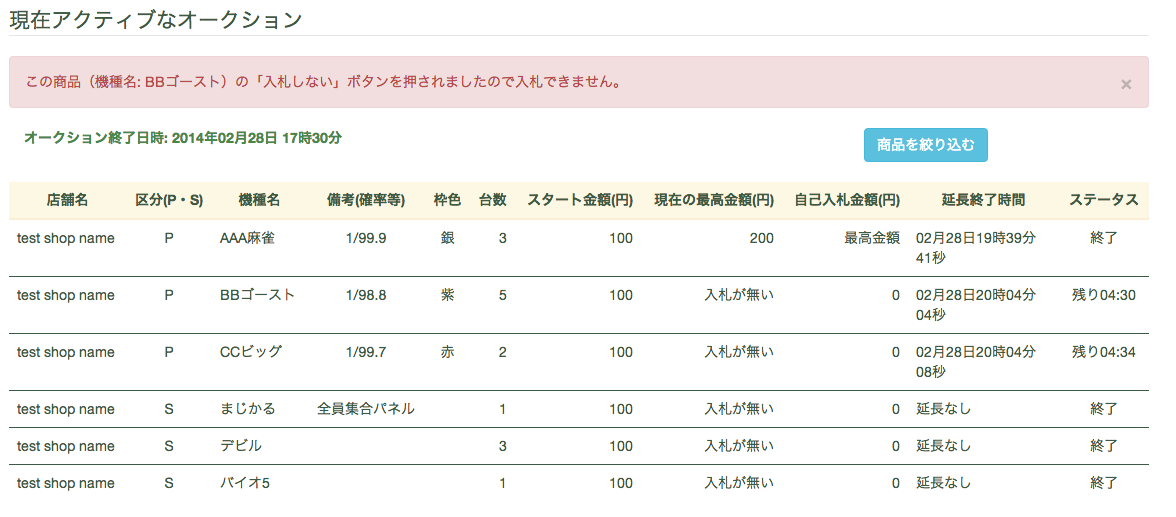 現在アクティブなオークション
この商品（機種名: BBゴースト）の「入札しない」ボタンを押されましたので入札できません。 ×
オークション終了日時: 2014年02月28日 17時30分 商品を絞り込む
店舗名 区分(P・S) 機種名 備考(確率等) 枠色 台数 スタート金額(円) 現在の最高金額(円) 自己入札金額(円) 延長終了時間 ステータス
test shop name P AAA麻雀 1/99.9 銀 3 100 200 最高金額 02月28日19時39分 終了
41秒
test shop name P BBゴースト 1/98.8 紫 5 100 入札が無い 0 02月28日20時04分 残り04:30
04秒
test shop name P CCビッグ 1/99.7 赤 2 100 入札が無い 0 02月28日20時04分 残り04:34
08秒
test shop name S まじかる 全員集合パネル 1 100 入札が無い 0 延長なし 終了
test shop name S デビル 3 100 入札が無い 0 延長なし 終了
test shop name S バイオ5 1 100 入札が無い 0 延長なし 終了